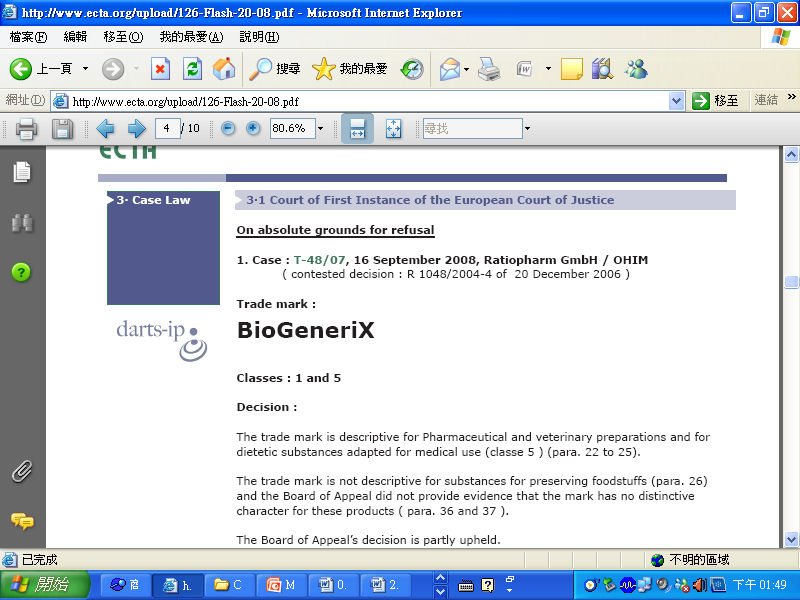 http://www.ecta.org/upload/126-Flash-20-08.pdf - Microsoft Internet Explorer
檔案(F) 編輯 移至(O) 我的最愛(A) 說明(H)
上一頁 搜尋 我的最愛
網址(D) http://www.ecta.org/upload/126-Flash-20-08.pdf 移至 連結 »
4 / 10 80.6% 尋找
ECTA
3· Case Law
3·1 Court of First Instance of the European Court of Justice
On absolute grounds for refusal
1. Case : T-48/07, 16 September 2008, Ratiopharm GmbH / OHIM
( contested decision : R 1048/2004-4 of 20 December 2006 )
Trade mark :
darts-ip
BioGeneriX
Classes : 1 and 5
Decision :
The trade mark is descriptive for Pharmaceutical and veterinary preparations and for
dietetic substances adapted for medical use (classe 5 ) (para. 22 to 25).
The trade mark is not descriptive for substances for preserving foodstuffs (para. 26)
and the Board of Appeal did not provide evidence that the mark has no distinctive
character for these products ( para. 36 and 37 ).
The Board of Appeal's decision is partly upheld.
已完成 不明的區域
開始 h. C M 0. 2. 下午 01:49